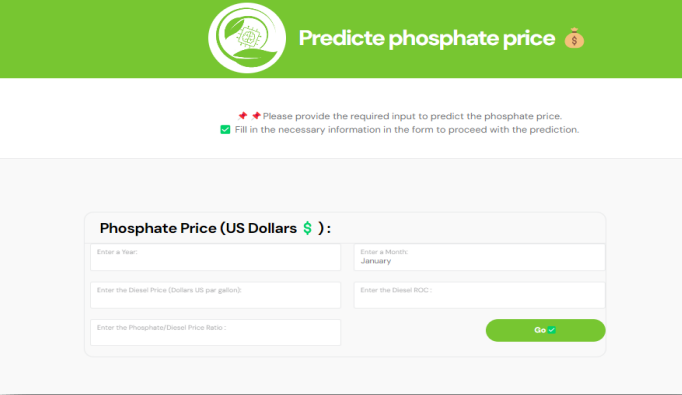 Predicte phosphate price 💰
📌 📌 Please provide the required input to predict the phosphate price.
✅ Fill in the necessary information in the form to proceed with the prediction.
Phosphate Price (US Dollars 💲 ) :
Enter a Year:
Enter a Month:
January
Enter the Diesel Price (Dollars US par gallon):
Enter the Diesel ROC :
Enter the Phosphate/Diesel Price Ratio :
Go ✅